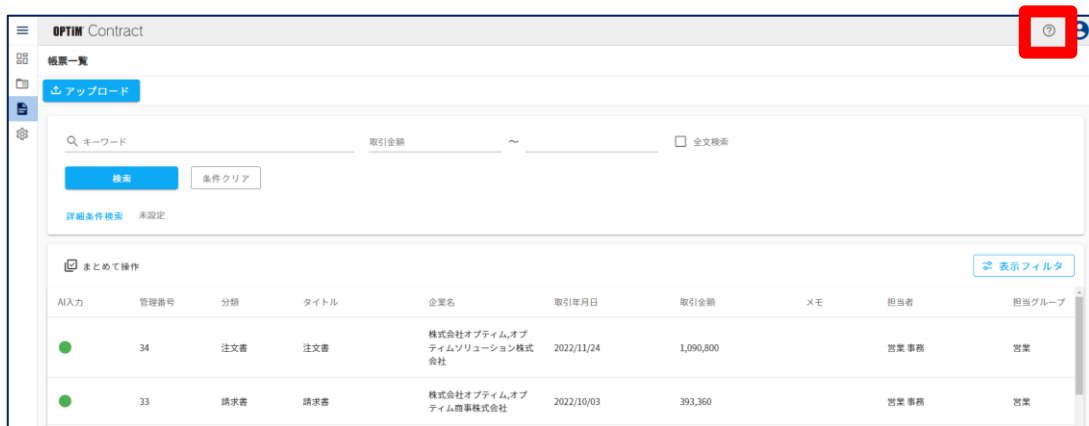 OPTiM Contract
帳票一覧
アップロード
キーワード 取引金額 ～ 全文検索
検索 条件クリア
詳細条件検索 未設定
まとめて操作 表示フィルタ
AI入力 管理番号 分類 タイトル 企業名 取引年月日 取引金額 メモ 担当者 担当グループ
34 注文書 注文書 株式会社オプティム,オプ
ティムソリューション株式
会社 2022/11/24 1,090,800 営業 事務 営業
33 請求書 請求書 株式会社オプティム,オプ
ティム商事株式会社 2022/10/03 393,360 営業 事務 営業